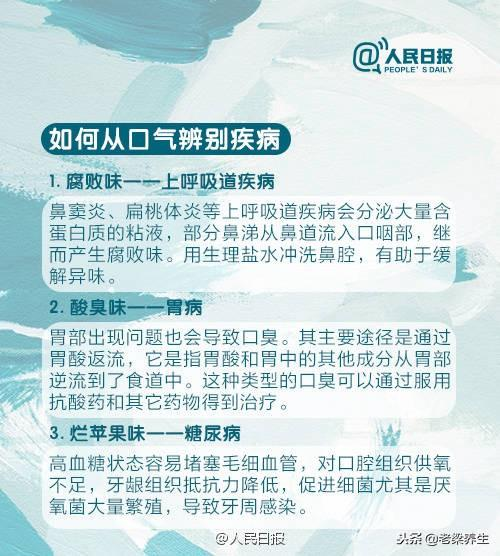 @人民日报
PEOPLE'S DAILY
如何从口气辨别疾病
1. 腐败味——上呼吸道疾病
鼻窦炎、扁桃体炎等上呼吸道疾病会分泌大量含
蛋白质的粘液，部分鼻涕从鼻道流入口咽部，继
而产生腐败味。用生理盐水冲洗鼻腔，有助于缓
解异味。
2. 酸臭味——胃病
胃部出现问题也会导致口臭。其主要途径是通过
胃酸返流，它是指胃酸和胃中的其他成分从胃部
逆流到了食道中。这种类型的口臭可以通过服用
抗酸药和其它药物得到治疗。
3. 烂苹果味——糖尿病
高血糖状态容易堵塞毛细血管，对口腔组织供氧
不足，牙龈组织抵抗力降低，促进细菌尤其是厌
氧菌大量繁殖，导致牙周感染。
@人民日报
头条@老梁养生